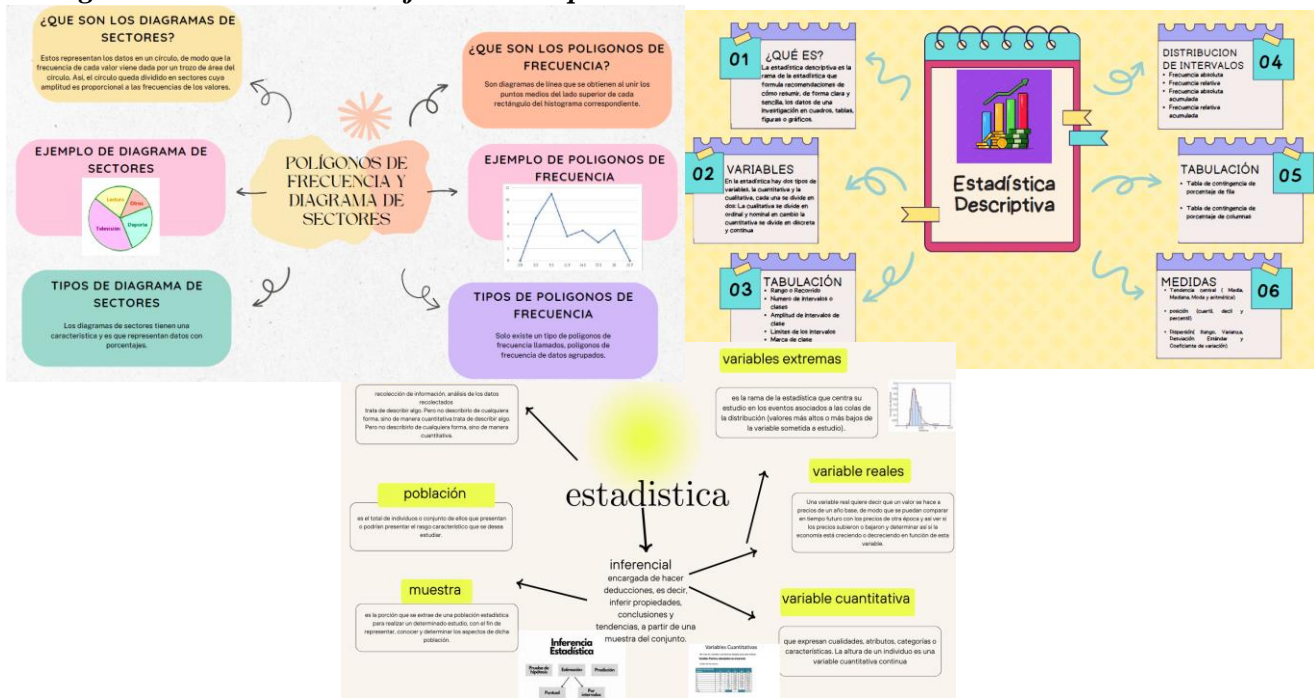 ¿QUE SON LOS DIAGRAMAS DE
SECTORES?
Estos representan los datos en un círculo, de modo que la
frecuencia de cada valor viene dada por un trozo de área del
círculo. Así, el círculo queda dividido en sectores cuya
amplitud es proporcional a las frecuencias de los valores.
EJEMPLO DE DIAGRAMA DE
SECTORES
Lectura
Otros
Televisión
Deporte
TIPOS DE DIAGRAMA DE
SECTORES
Los diagramas de sectores tienen una
característica y es que representan datos con
porcentajes.
POLÍGONOS DE
FRECUENCIA Y
DIAGRAMA DE
SECTORES
¿QUE SON LOS POLIGONOS DE
FRECUENCIA?
Son diagramas de línea que se obtienen al unir los
puntos medios del lado superior de cada
rectángulo del histograma correspondiente.
EJEMPLO DE POLIGONOS DE
FRECUENCIA
TIPOS DE POLIGONOS DE
FRECUENCIA
Solo existe un tipo de polígonos de
frecuencia llamados, polígonos de
frecuencia de datos agrupados.
01
¿QUÉ ES?
La estadística descriptiva es la
rama de la estadística que
formula recomendaciones de
cómo resumir, de forma clara y
sencilla, los datos de una
investigación en cuadros, tablas,
figuras o gráficos.
02
VARIABLES
En la estadística hay dos tipos de
variables, la cuantitativa y la
cualitativa, cada una se divide en
dos: La cualitativa se divide en
ordinal y nominal en cambio la
cuantitativa se divide en discreta
y continua
03
TABULACIÓN
Rango o Recorrido
Numero de intervalos o
clases
Amplitud de intervalos de
clase
Limites de los intervalos
Marca de clase
Estadística
Descriptiva
DISTRIBUCION
DE INTERVALOS
04
Frecuencia absoluta
Frecuencia relativa
Frecuencia absoluta
acumulada
Frecuencia relativa
acumulada
TABULACIÓN
05
Tabla de contingencia de
porcentaje de fila
Tabla de contingencia de
porcentaje de columnas
MEDIDAS
06
Tendencia central ( Media,
Mediana, Moda y aritmética)
posición (cuartil, decil y
percentil)
Dispersión( Rango, Varianza,
Desviación Estándar y
Coeficiente de variación)
recolección de información, análisis de los datos
recolectados
trata de describir algo. Pero no describirlo de cualquiera
forma, sino de manera cuantitativa.trata de describir algo.
Pero no describirlo de cualquiera forma, sino de manera
cuantitativa.
población
es el total de individuos o conjunto de ellos que presentan
o podrían presentar el rasgo característico que se desea
estudiar.
muestra
es la porción que se extrae de una población estadística
para realizar un determinado estudio, con el fin de
representar, conocer y determinar los aspectos de dicha
población.
estadistica
inferencial
encargada de hacer
deducciones, es decir,
inferir propiedades,
conclusiones y
tendencias, a partir de una
muestra del conjunto.
Inferencia
Estadística
Prueba de
hipótesis
Estimación
Predicción
Puntual
Por
intervalos
Variables Cuantitativas
variables extremas
es la rama de la estadística que centra su
estudio en los eventos asociados a las colas de
la distribución (valores más altos o más bajos de
la variable sometida a estudio)..
variable reales
Una variable real quiere decir que un valor se hace a
precios de un año base, de modo que se puedan comparar
en tiempo futuro con los precios de otra época y así ver si
los precios subieron o bajaron y determinar así si la
economía está creciendo o decreciendo en función de esta
variable.
variable cuantitativa
que expresan cualidades, atributos, categorías o
características. La altura de un individuo es una
variable cuantitativa continua